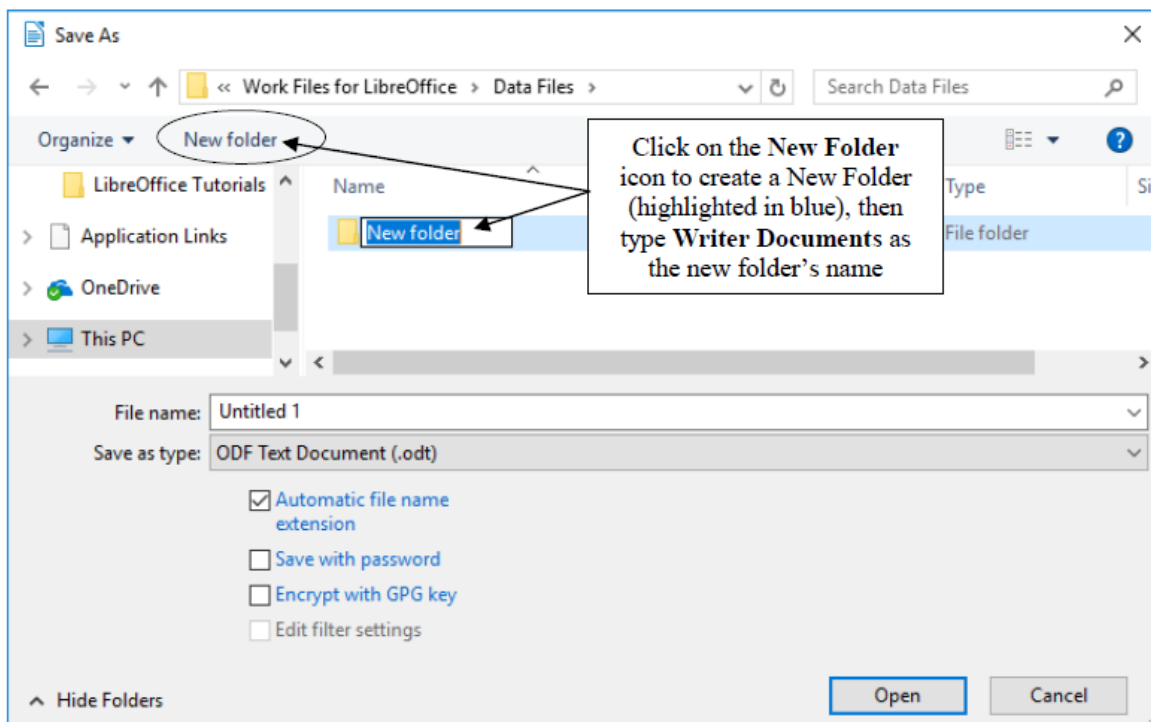 Save As
« Work Files for LibreOffice > Data Files >
Search Data Files
Organize
New folder
LibreOffice Tutorials
Application Links
OneDrive
This PC
Name
Type
Si
New folder
File folder
Click on the New Folder
icon to create a New Folder
(highlighted in blue), then
type Writer Documents as
the new folder's name
File name: Untitled 1
Save as type: ODF Text Document (.odt)
Automatic file name
extension
Save with password
Encrypt with GPG key
Edit filter settings
Hide Folders
Open
Cancel